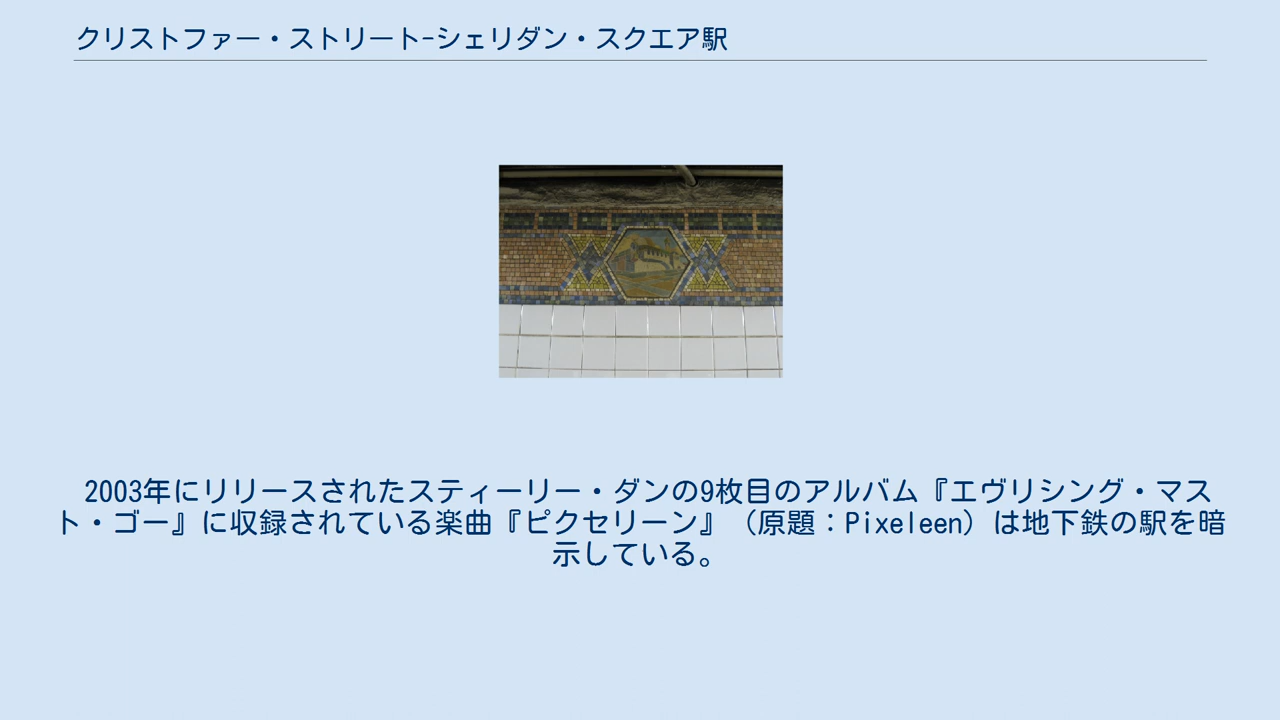 クリストファー・ストリート-シェリダン・スクエア駅
2003年にリリースされたスティーリー・ダンの9枚目のアルバム『エヴリシング・マス
ト・ゴー』に収録されている楽曲『ピクセリーン』（原題：Pixeleen）は地下鉄の駅を暗
示している。